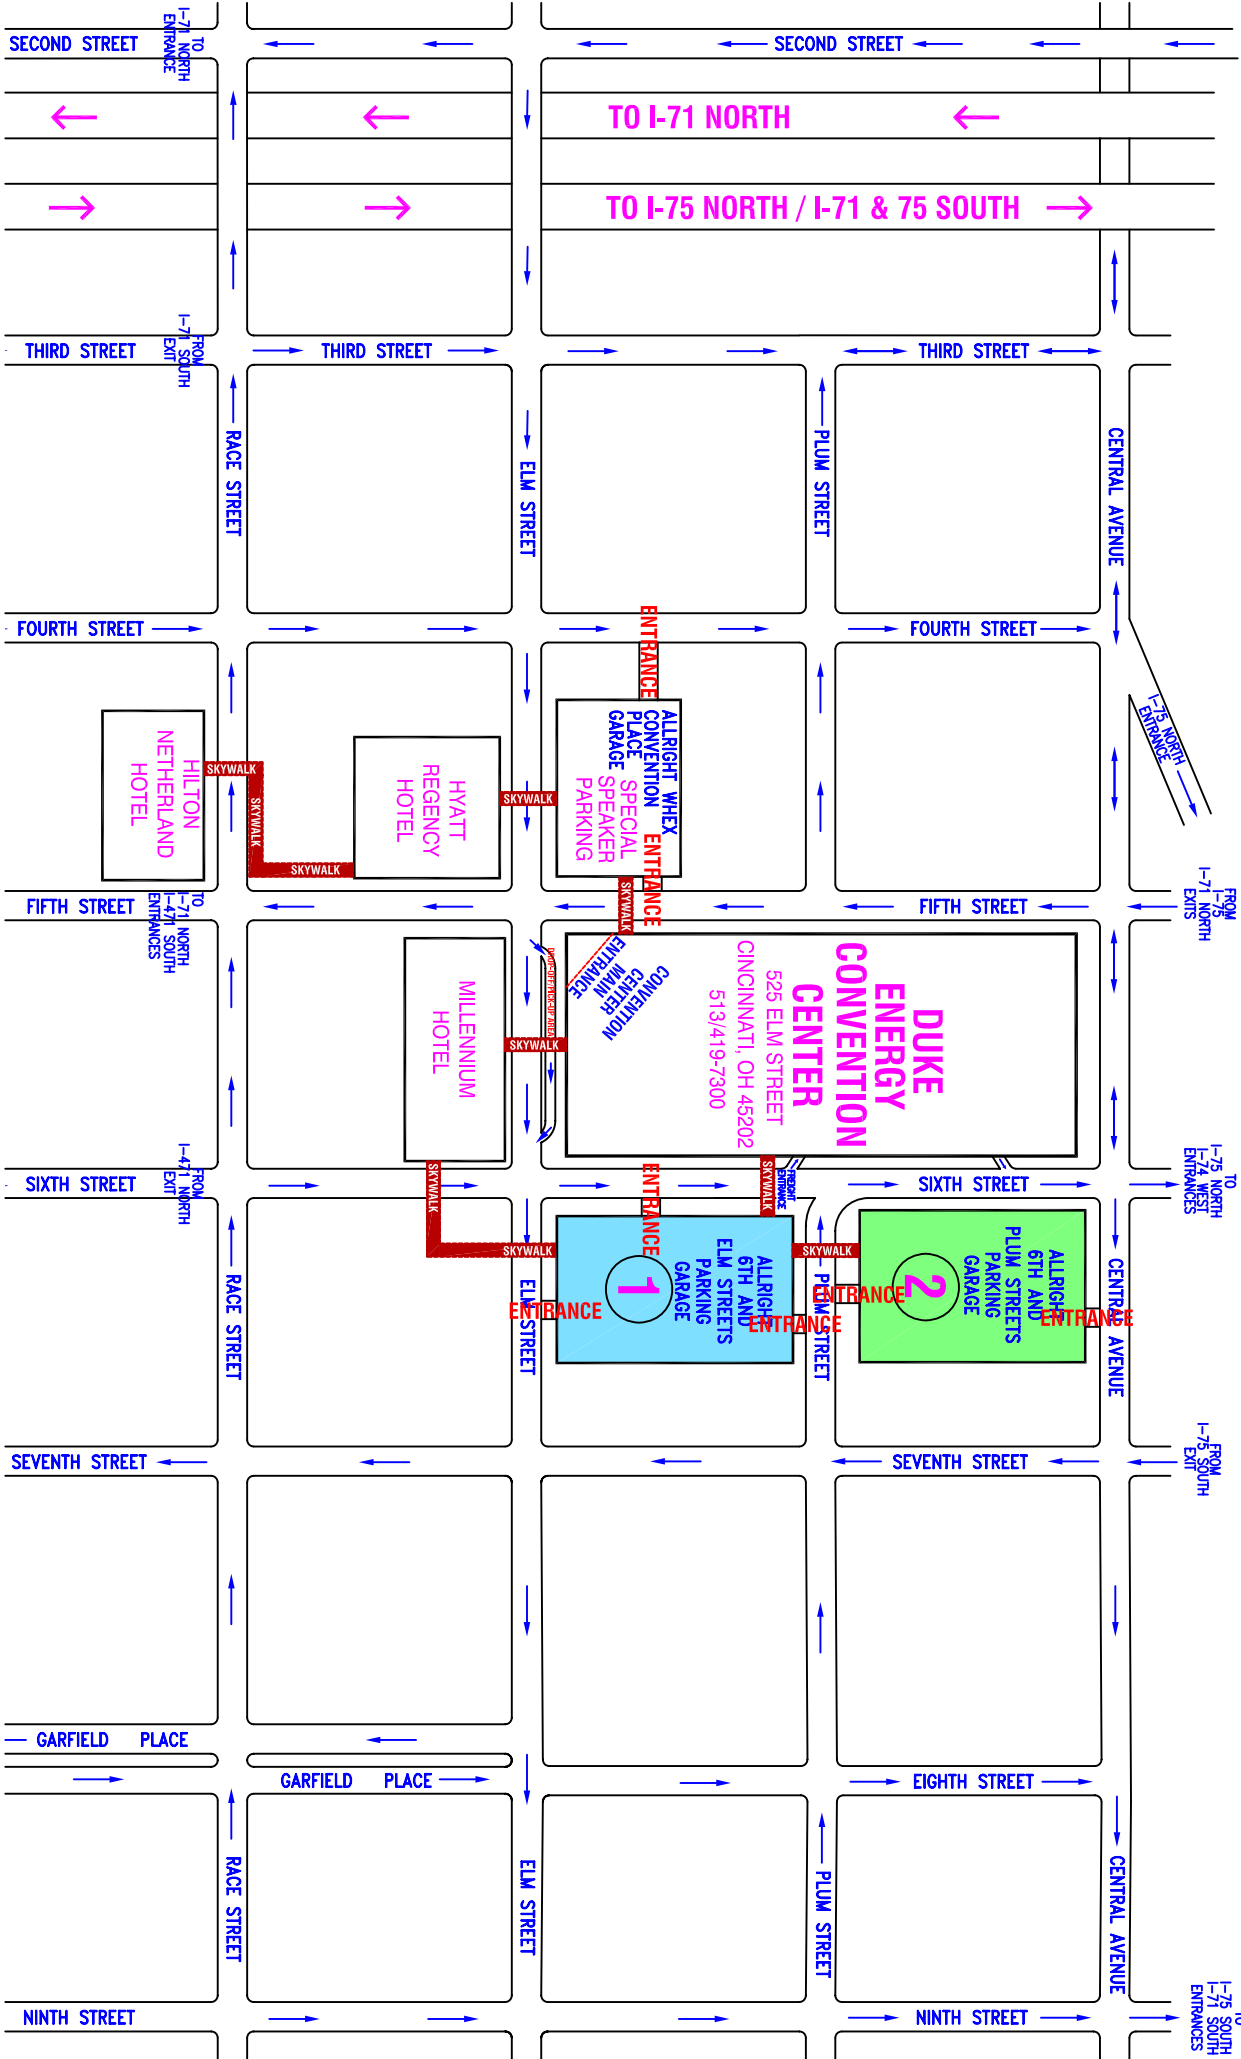 SECOND STREET
TO
I-71 NORTH
ENTRANCE
SECOND STREET
TO I-71 NORTH
TO I-75 NORTH / I-71 & 75 SOUTH
THIRD STREET
FROM
I-71 SOUTH
EXIT
THIRD STREET
THIRD STREET
RACE STREET
ELM STREET
PLUM STREET
CENTRAL AVENUE
FOURTH STREET
FOURTH STREET
ENTRANCE
I-75 NORTH
ENTRANCE
HILTON
NETHERLAND
HOTEL
SKYWALK
SKYWALK
SKYWALK
HYATT
REGENCY
HOTEL
SKYWALK
ALLRIGHT WHEX
CONVENTION
PLACE
GARAGE
SPECIAL
SPEAKER
PARKING
ENTRANCE
SKYWALK
FROM
I-75
I-71 NORTH
EXITS
FIFTH STREET
TO
I-71 NORTH
I-471 SOUTH
ENTRANCES
FIFTH STREET
MILLENNIUM
HOTEL
DROP-OFF/PICK-UP AREA
SKYWALK
CONVENTION
CENTER
MAIN
ENTRANCE
DUKE
ENERGY
CONVENTION
CENTER
525 ELM STREET
CINCINNATI, OH 45202
513/419-7300
SIXTH STREET
FROM
I-471 NORTH
EXIT
SKYWALK
SKYWALK
ENTRANCE
SKYWALK
FREIGHT
ENTRANCE
SIXTH STREET
TO
I-75 NORTH
I-74 WEST
ENTRANCES
RACE STREET
ELM STREET
ENTRANCE
1
ALLRIGHT
6TH AND
ELM STREETS
PARKING
GARAGE
ENTRANCE
SKYWALK
PLUM STREET
ENTRANCE
2
ALLRIGHT
6TH AND
PLUM STREETS
PARKING
GARAGE
ENTRANCE
CENTRAL AVENUE
SEVENTH STREET
SEVENTH STREET
FROM
I-75 SOUTH
EXIT
GARFIELD PLACE
GARFIELD PLACE
EIGHTH STREET
RACE STREET
ELM STREET
PLUM STREET
CENTRAL AVENUE
NINTH STREET
NINTH STREET
TO
I-75 SOUTH
I-71 SOUTH
ENTRANCES